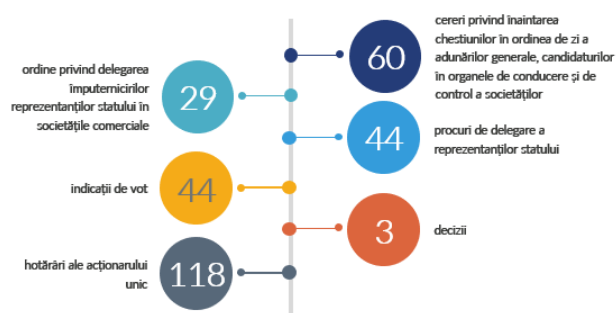 cereri privind înaintarea
chestiunilor în ordinea de zi a
adunărilor generale, candidaturilor
în organele de conducere și de
control a societăților
60
ordine privind delegarea
împuternicirilor
reprezentanților statului în
societățile comerciale
29
44
procuri de delegare a
reprezentanților statului
indicații de vot
44
3
decizii
hotărâri ale acționarului
unic
118